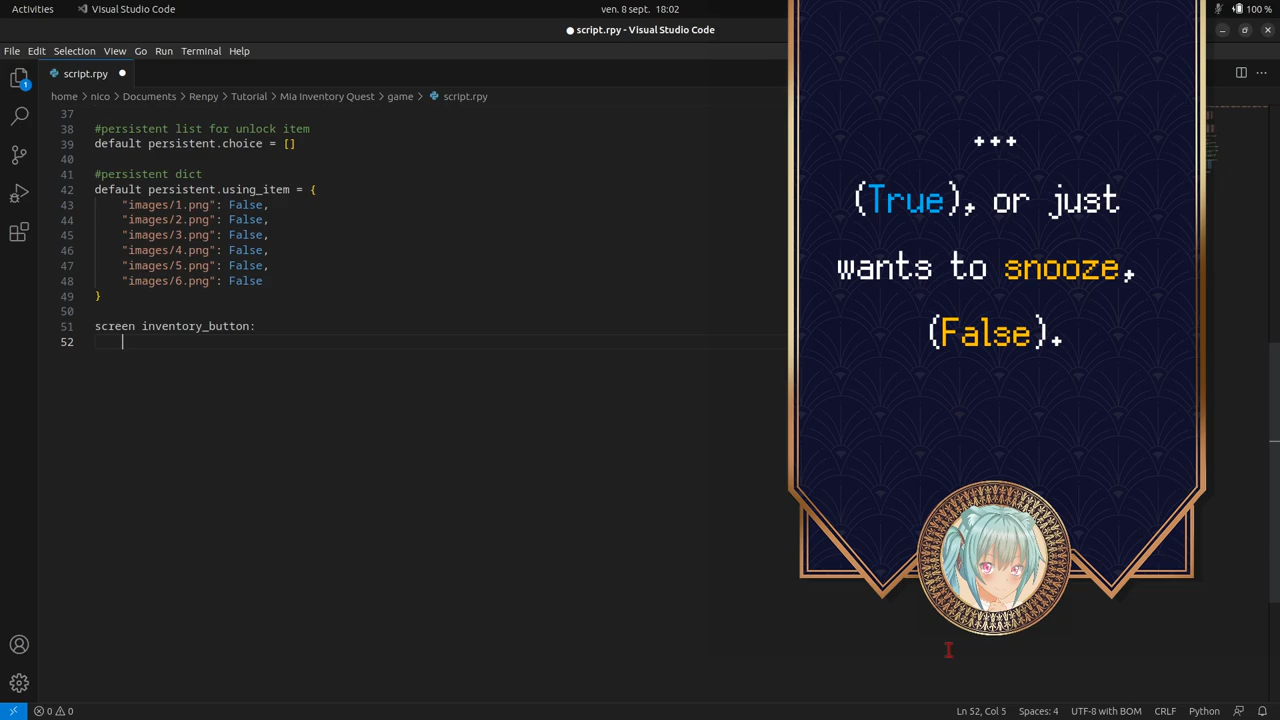 Activities
Visual Studio Code
ven. 8 sept. 18:02
100 %
script.rpy - Visual Studio Code
File Edit Selection View Go Run Terminal Help
1
script.rpy
home > nico > Documents > Renpy > Tutorial > Mia Inventory Quest > game > script.rpy
37
38 #persistent list for unlock item
39 default persistent.choice = []
40
41 #persistent dict
42 default persistent.using_item = {
43 "images/1.png": False,
44 "images/2.png": False,
45 "images/3.png": False,
46 "images/4.png": False,
47 "images/5.png": False,
48 "images/6.png": False
49 }
50
51 screen inventory_button:
52
...
(True), or just
wants to snooze,
(False).
0 0
Ln 52, Col 5 Spaces: 4 UTF-8 with BOM CRLF Python